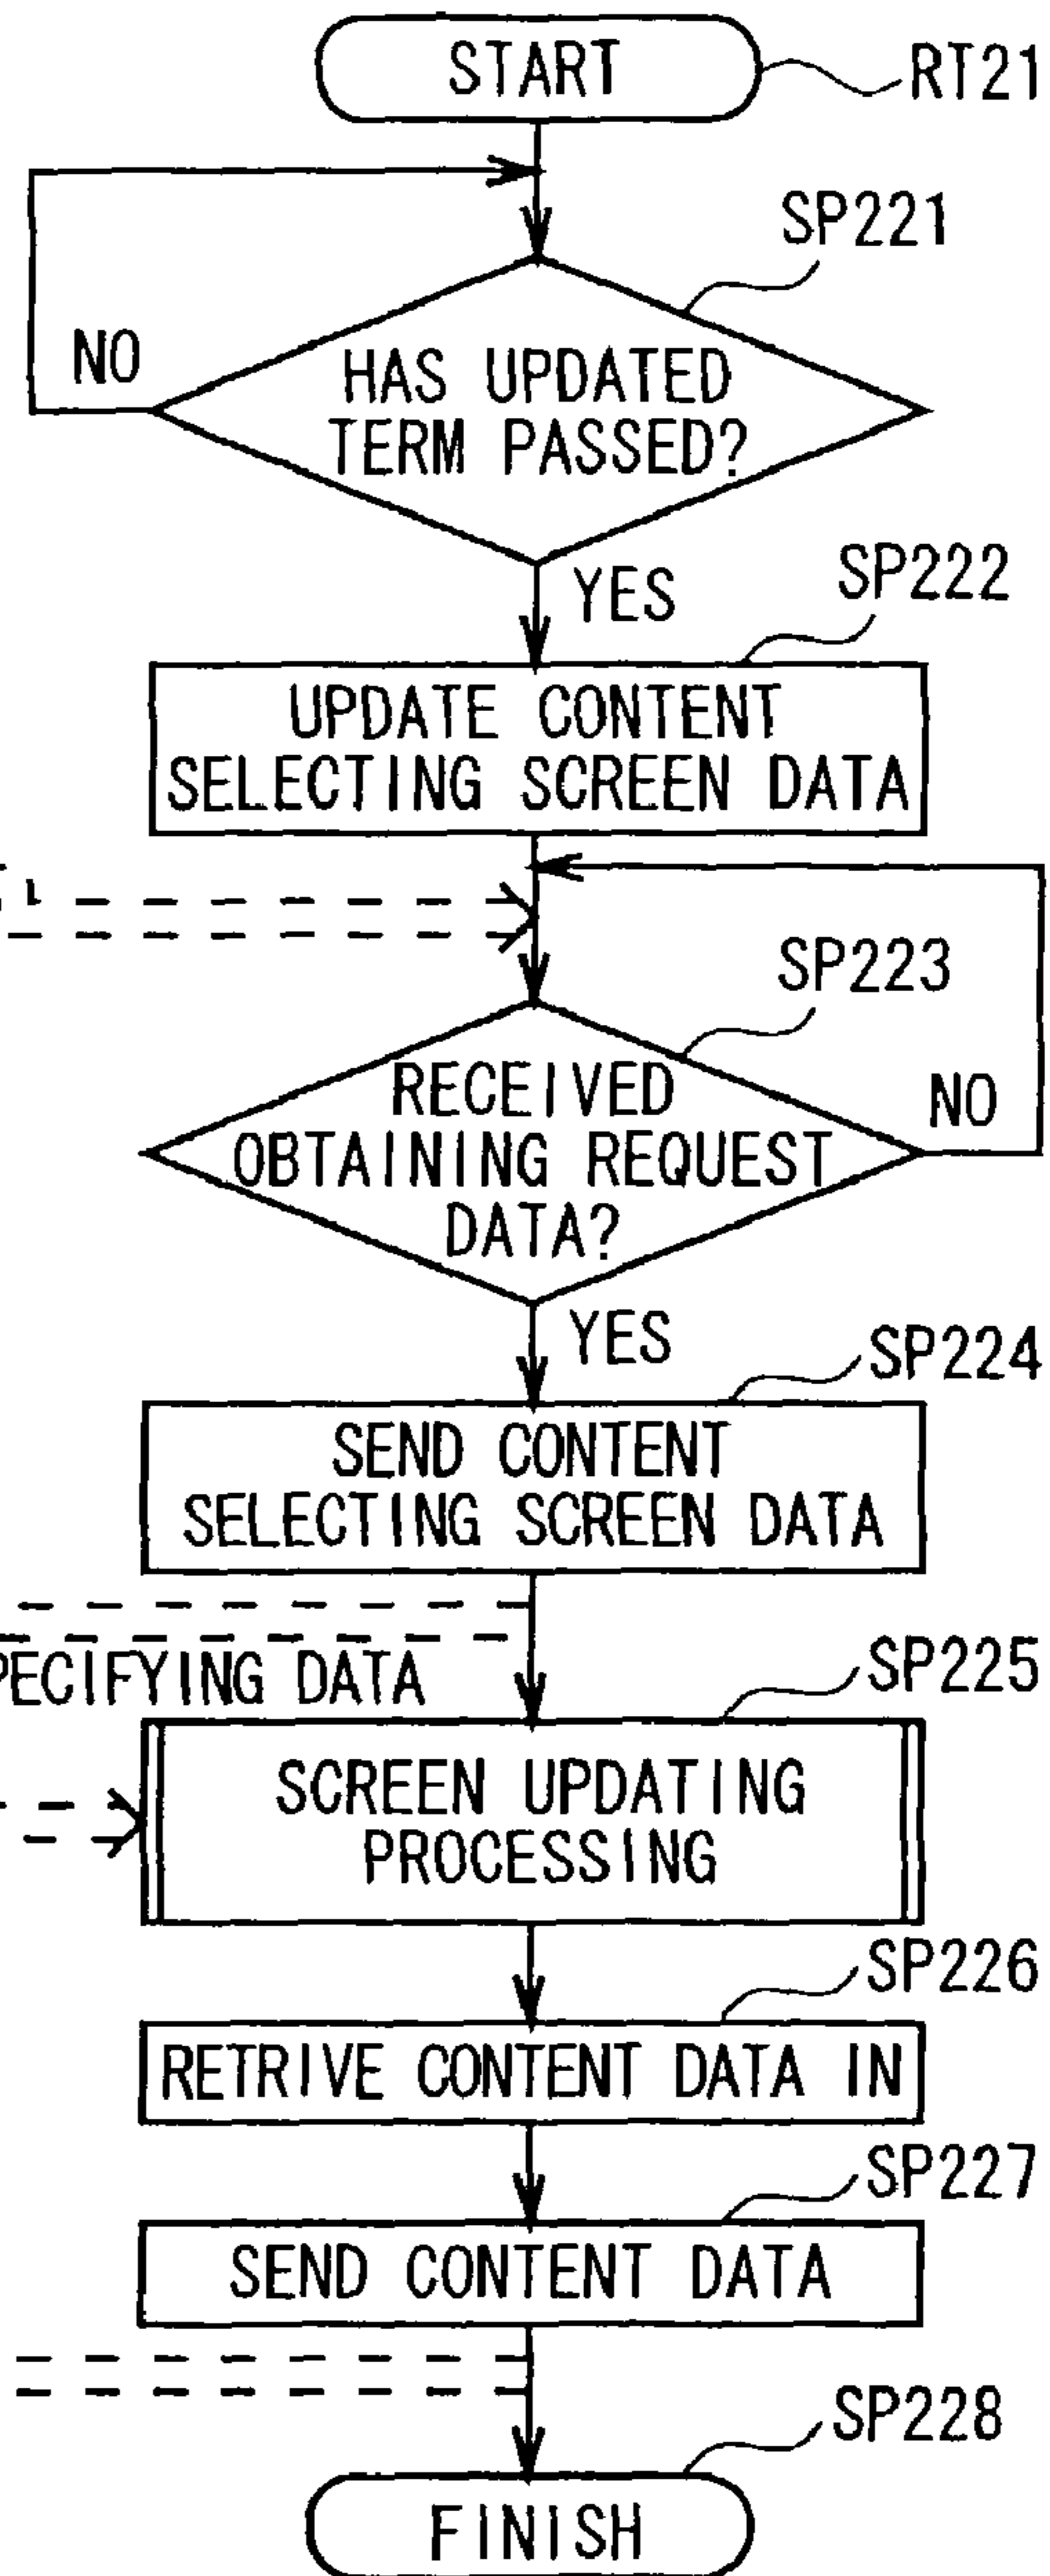 START
RT21
SP221
NO
HAS UPDATED
TERM PASSED?
YES
SP222
UPDATE CONTENT
SELECTING SCREEN DATA
SP223
RECEIVED
OBTAINING REQUEST
DATA?
NO
YES
SP224
SEND CONTENT
SELECTING SCREEN DATA
PECIFYING DATA
SP225
SCREEN UPDATING
PROCESSING
SP226
RETRIVE CONTENT DATA IN
SP227
SEND CONTENT DATA
SP228
FINISH